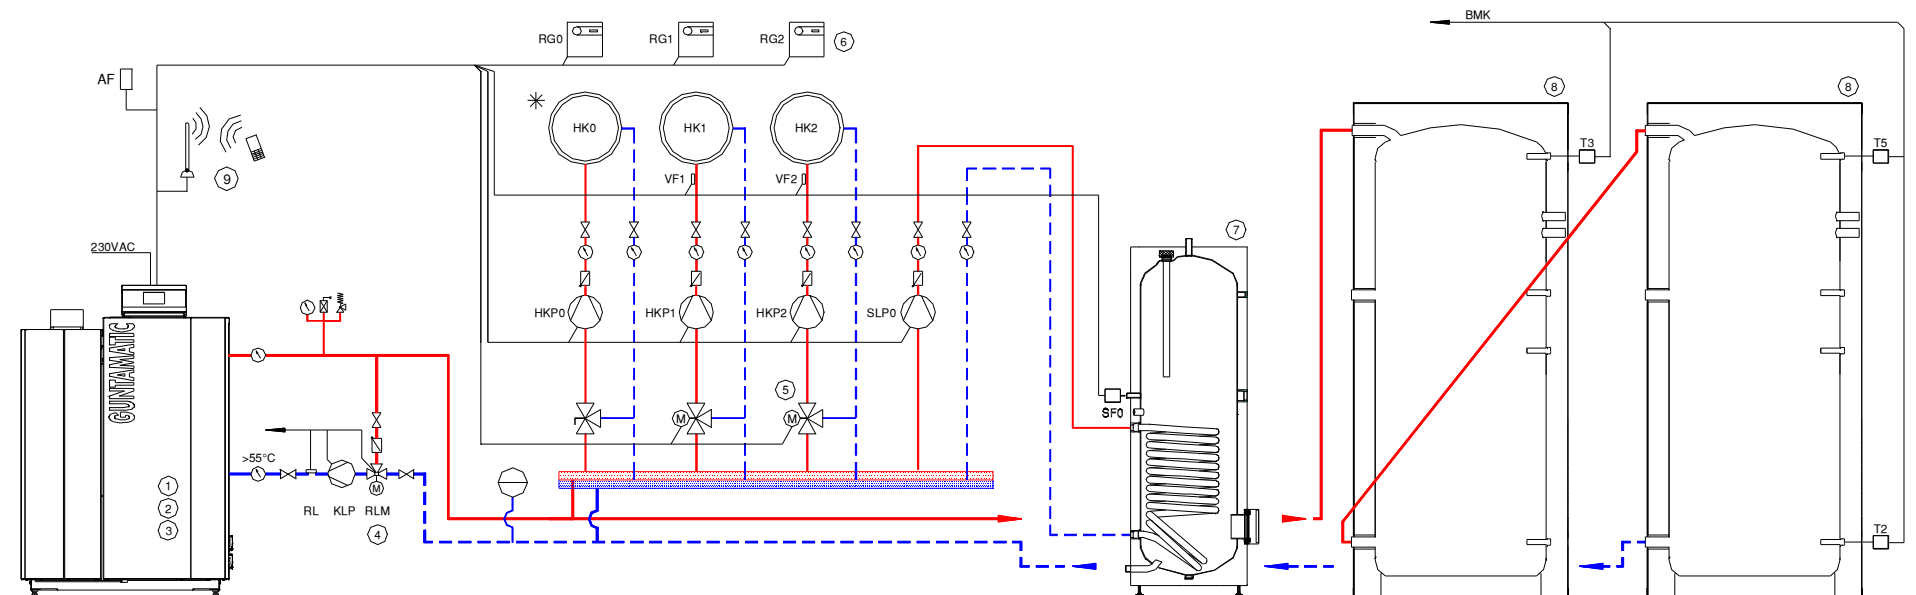 BMK
RG0
RG1
RG2
6
AF
8
8
HK0
HK1
HK2
T3
T5
9
VF1
VF2
7
230VAC
HKP0
HKP1
HKP2
SLP0
GUNTAMATIC
5
M
M
SF0
>55°C
1
M
2
RL
KLP
RLM
3
4
T2